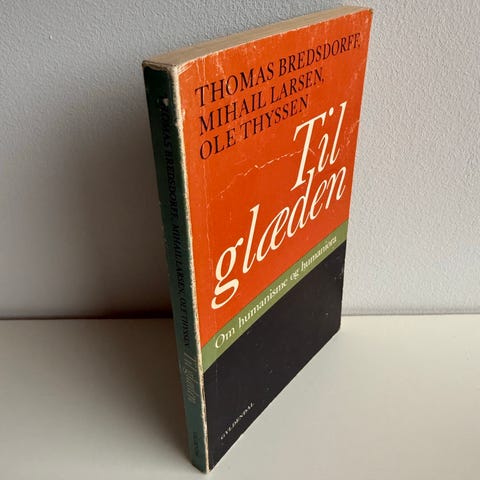 THOMAS BREDSDORFF,
MIHAIL LARSEN,
OLE THYSSEN
Til
glæden
Om humanisme og humaniora
GYLDENDAL
THOMAS BREDSDORFF, MIHAIL LARSEN, OLE THYSSEN Til glæden